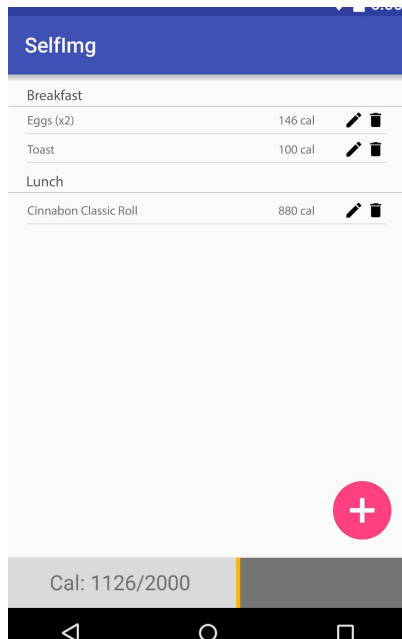 SelfImg
Breakfast
Eggs (x2) 146 cal
Toast 100 cal
Lunch
Cinnabon Classic Roll 880 cal
Cal: 1126/2000